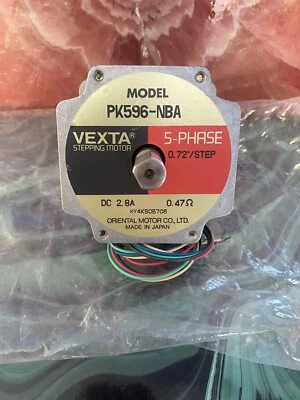 MODEL
PK596-NBA
VEXTA® 5-PHASE
STEPPING MOTOR 0.72°/STEP
DC 2.8A 0.47Ω
XY4K505708
ORIENTAL MOTOR CO., LTD.
MADE IN JAPAN